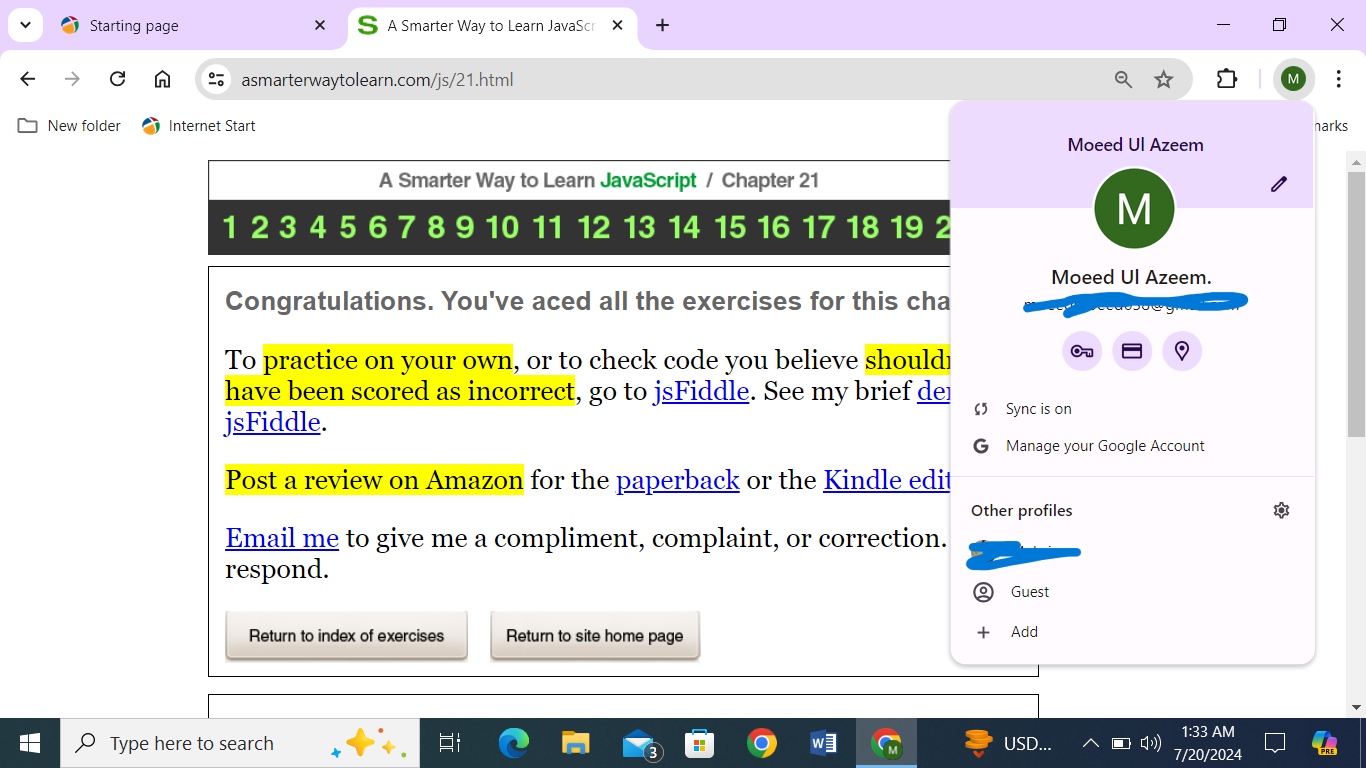 Starting page
A Smarter Way to Learn JavaScr
asmarterwaytolearn.com/js/21.html
M
New folder
Internet Start
marks
A Smarter Way to Learn JavaScript / Chapter 21
1 2 3 4 5 6 7 8 9 10 11 12 13 14 15 16 17 18 19 2
Congratulations. You've aced all the exercises for this cha
To practice on your own, or to check code you believe shouldn
have been scored as incorrect, go to jsFiddle. See my brief de
jsFiddle.
Post a review on Amazon for the paperback or the Kindle edit
Email me to give me a compliment, complaint, or correction.
respond.
Return to index of exercises
Return to site home page
Moeed Ul Azeem
M
Moeed Ul Azeem.
Sync is on
G
Manage your Google Account
Other profiles
Guest
Add
Type here to search
3
M
USD...
1:33 AM
7/20/2024
PRE